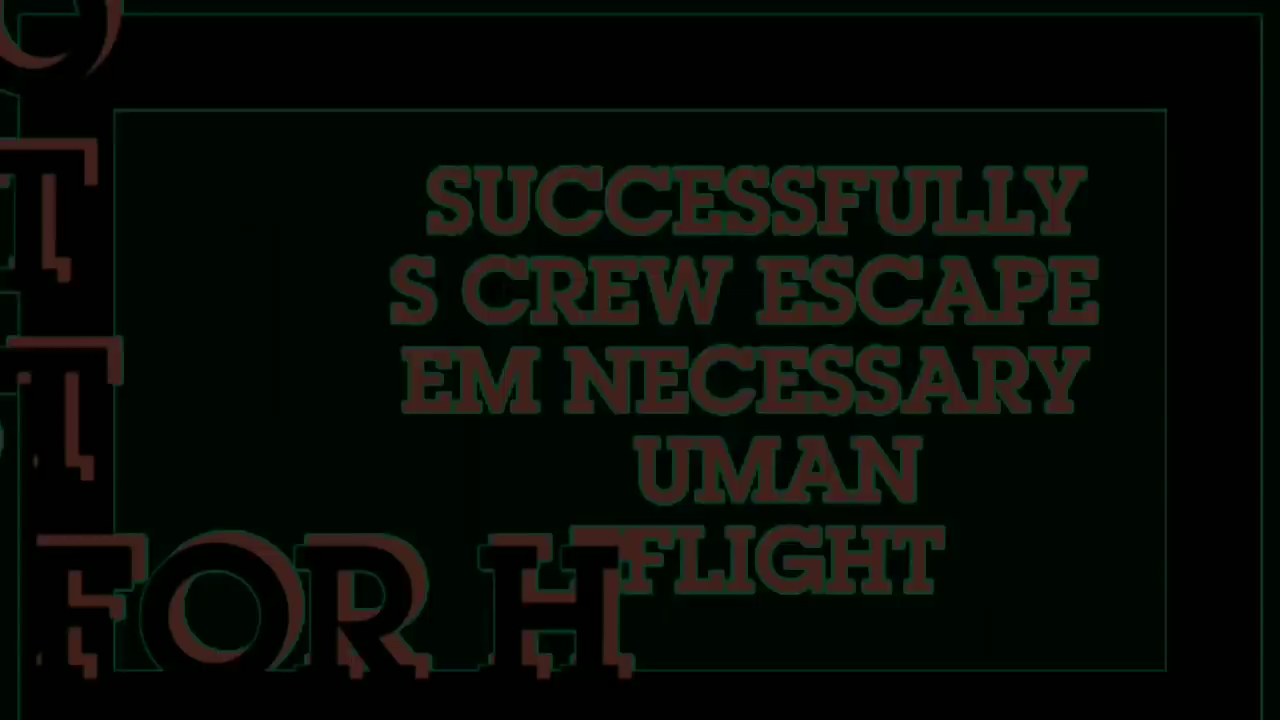 SUCCESSFULLY
S CREW ESCAPE
EM NECESSARY
UMAN
FLIGHT
FOR H